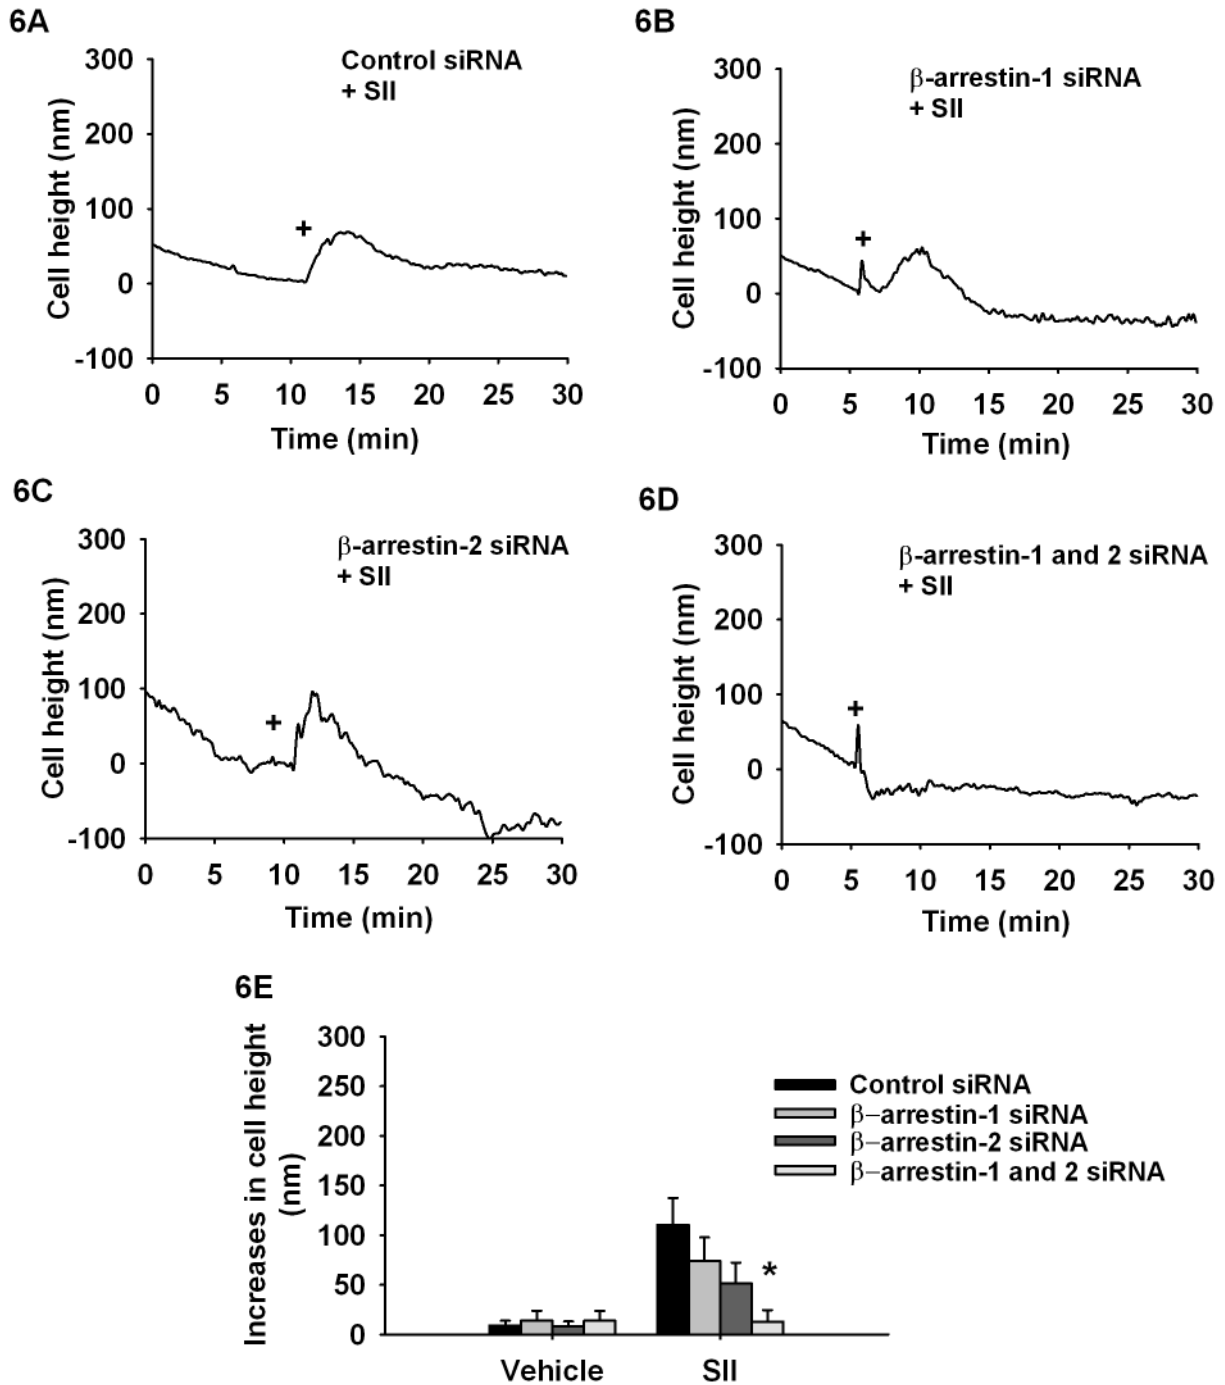 6A
Control siRNA
+ SII
Cell height (nm)
300
200
100
0
-100
+
0 5 10 15 20 25 30
Time (min)
6B
β-arrestin-1 siRNA
+ SII
Cell height (nm)
300
200
100
0
-100
+
0 5 10 15 20 25 30
Time (min)
6C
β-arrestin-2 siRNA
+ SII
Cell height (nm)
300
200
100
0
-100
+
0 5 10 15 20 25 30
Time (min)
6D
β-arrestin-1 and 2 siRNA
+ SII
Cell height (nm)
300
200
100
0
-100
+
0 5 10 15 20 25 30
Time (min)
6E
Increases in cell height
(nm)
300
250
200
150
100
50
0
Control siRNA
β−arrestin-1 siRNA
β−arrestin-2 siRNA
β−arrestin-1 and 2 siRNA
*
Vehicle SII